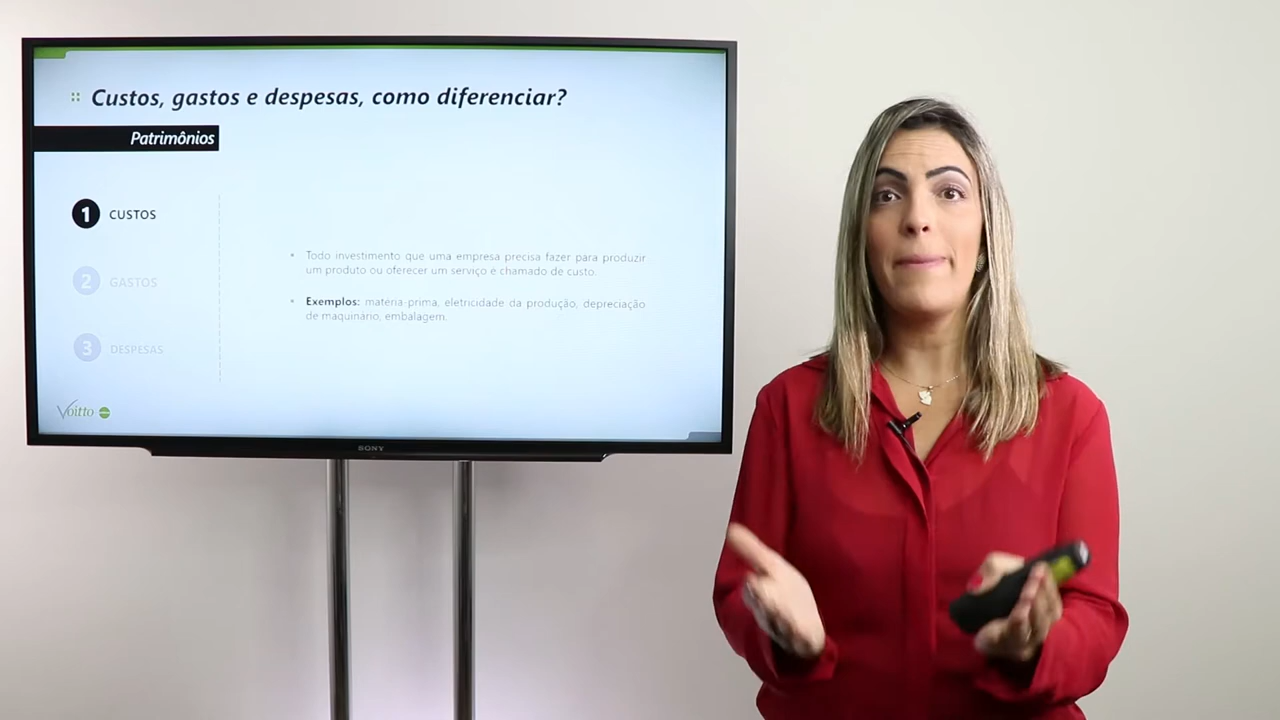 Custos, gastos e despesas, como diferenciar?
Patrimônios
1 CUSTOS
2 GASTOS
3 DESPESAS
Todo investimento que uma empresa precisa fazer para produzir
um produto ou oferecer um serviço é chamado de custo.
Exemplos: matéria-prima, eletricidade da produção, depreciação
de maquinário, embalagem.
Voitto
SONY